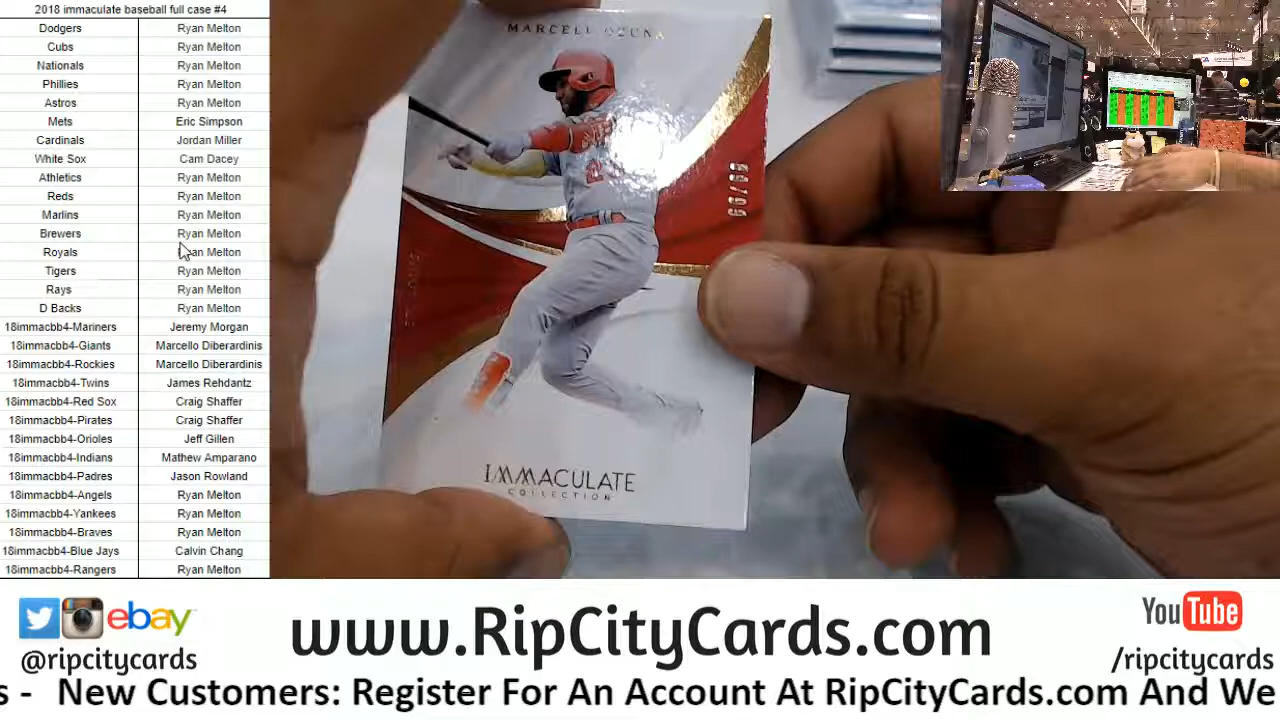 2018 immaculate baseball full case #4
Dodgers Ryan Melton
Cubs Ryan Melton
Nationals Ryan Melton
Phillies Ryan Melton
Astros Ryan Melton
Mets Eric Simpson
Cardinals Jordan Miller
White Sox Cam Dacey
Athletics Ryan Melton
Reds Ryan Melton
Marlins Ryan Melton
Brewers Ryan Melton
Royals Ryan Melton
Tigers Ryan Melton
Rays Ryan Melton
D Backs Ryan Melton
18immacbb4-Mariners Jeremy Morgan
18immacbb4-Giants Marcello Diberardinis
18immacbb4-Rockies Marcello Diberardinis
18immacbb4-Twins James Rehdantz
18immacbb4-Red Sox Craig Shaffer
18immacbb4-Pirates Craig Shaffer
18immacbb4-Orioles Jeff Gillen
18immacbb4-Indians Mathew Amparano
18immacbb4-Padres Jason Rowland
18immacbb4-Angels Ryan Melton
18immacbb4-Yankees Ryan Melton
18immacbb4-Braves Ryan Melton
18immacbb4-Blue Jays Calvin Chang
18immacbb4-Rangers Ryan Melton
MARCELL OZUNA
IMMACULATE
COLLECTION
ebay
@ripcitycards
www.RipCityCards.com
YouTube
/ripcitycards
s - New Customers: Register For An Account At RipCityCards.com And We